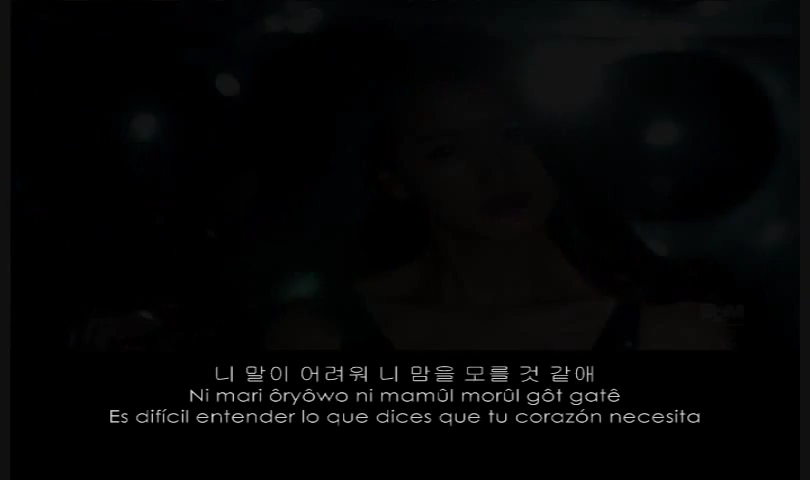 니 말이 어려워 니 맘을 모를 것 같애
Ni mari ôryôwo ni mamûl morûl gôt gatê
Es difícil entender lo que dices que tu corazón necesita